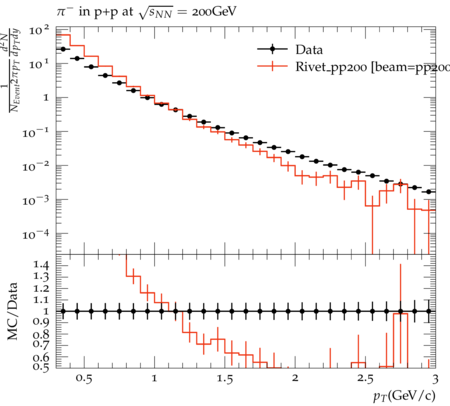 π⁻ in p+p at √s_NN = 200GeV
1/(N_Event 2πp_T) d²N/(dp_T dy)
10²
10
1
10⁻¹
10⁻²
10⁻³
10⁻⁴
Data
Rivet_pp200 [beam=pp200
MC/Data
1.4
1.3
1.2
1.1
1
0.9
0.8
0.7
0.6
0.5
0.5 1 1.5 2 2.5 3
p_T(GeV/c)